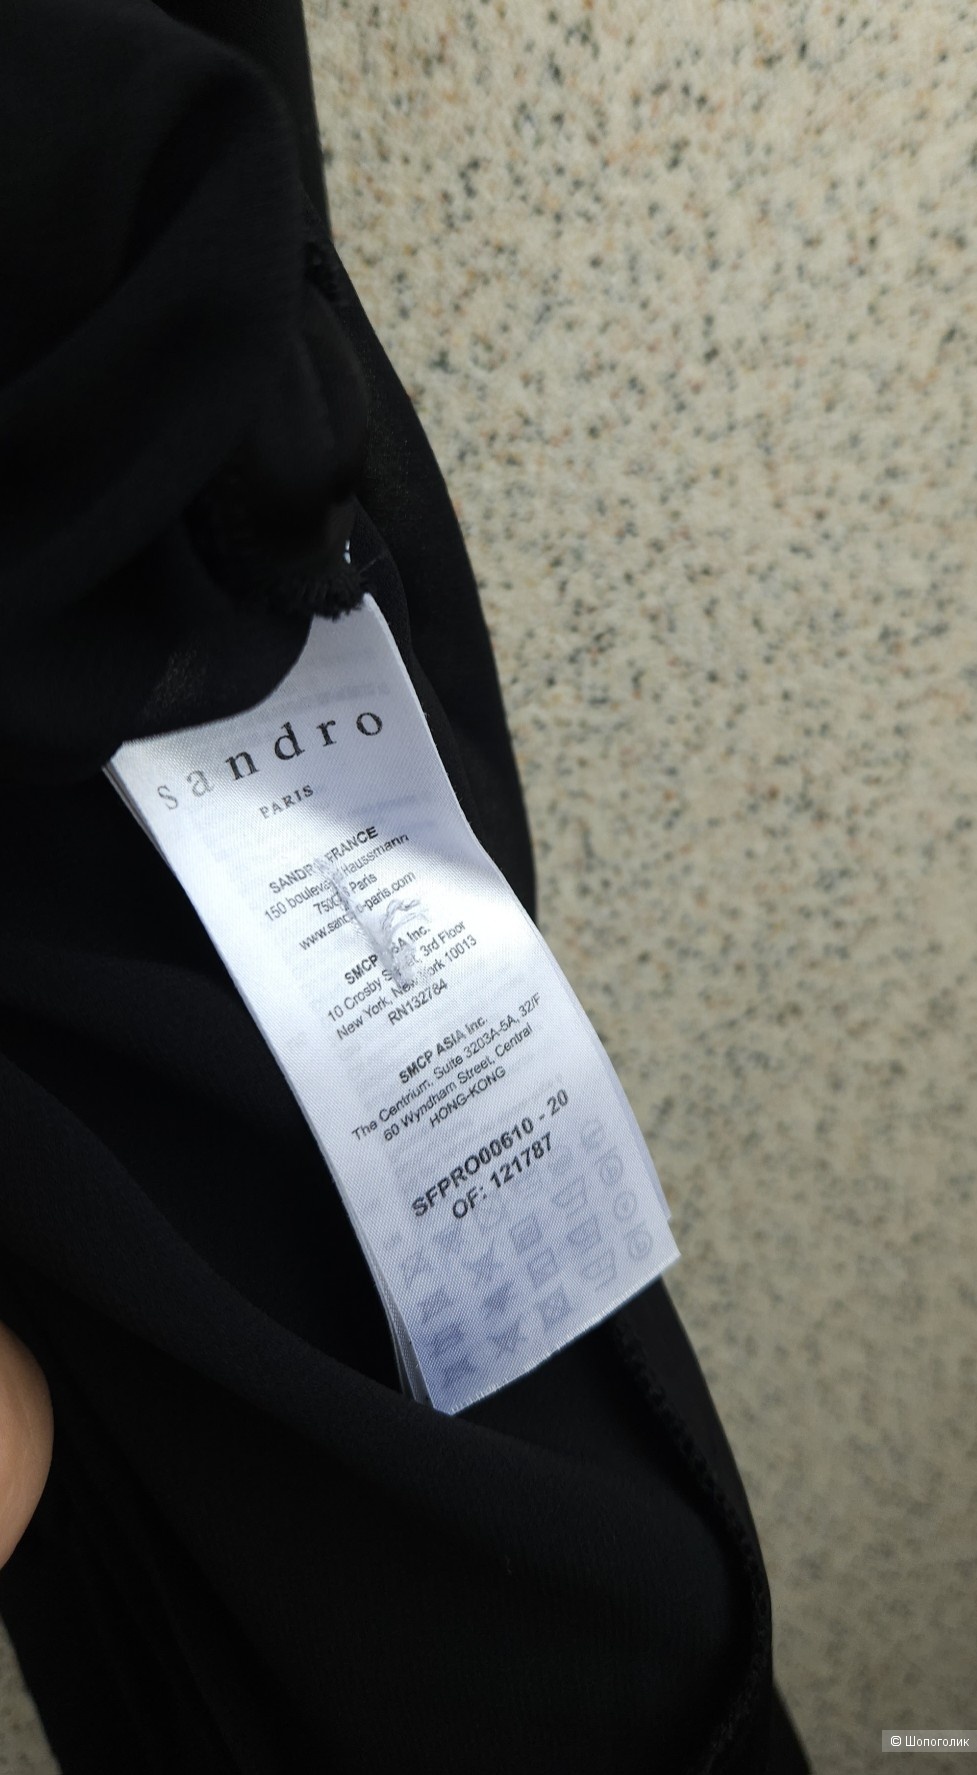 sandro
PARIS
SANDRO FRANCE
150 boulevard Haussmann
Paris
www.sandro-paris.com
SMCP USA Inc.
10 Crosby Street, 3rd Floor
New York, New York 10013
RN132784
SMCP ASIA Inc.
The Centrium, Suite 3203A-5A, 32/F
60 Wyndham Street, Central
HONG-KONG
SFPRO00610 - 20
OF: 121787
© Шопоголик